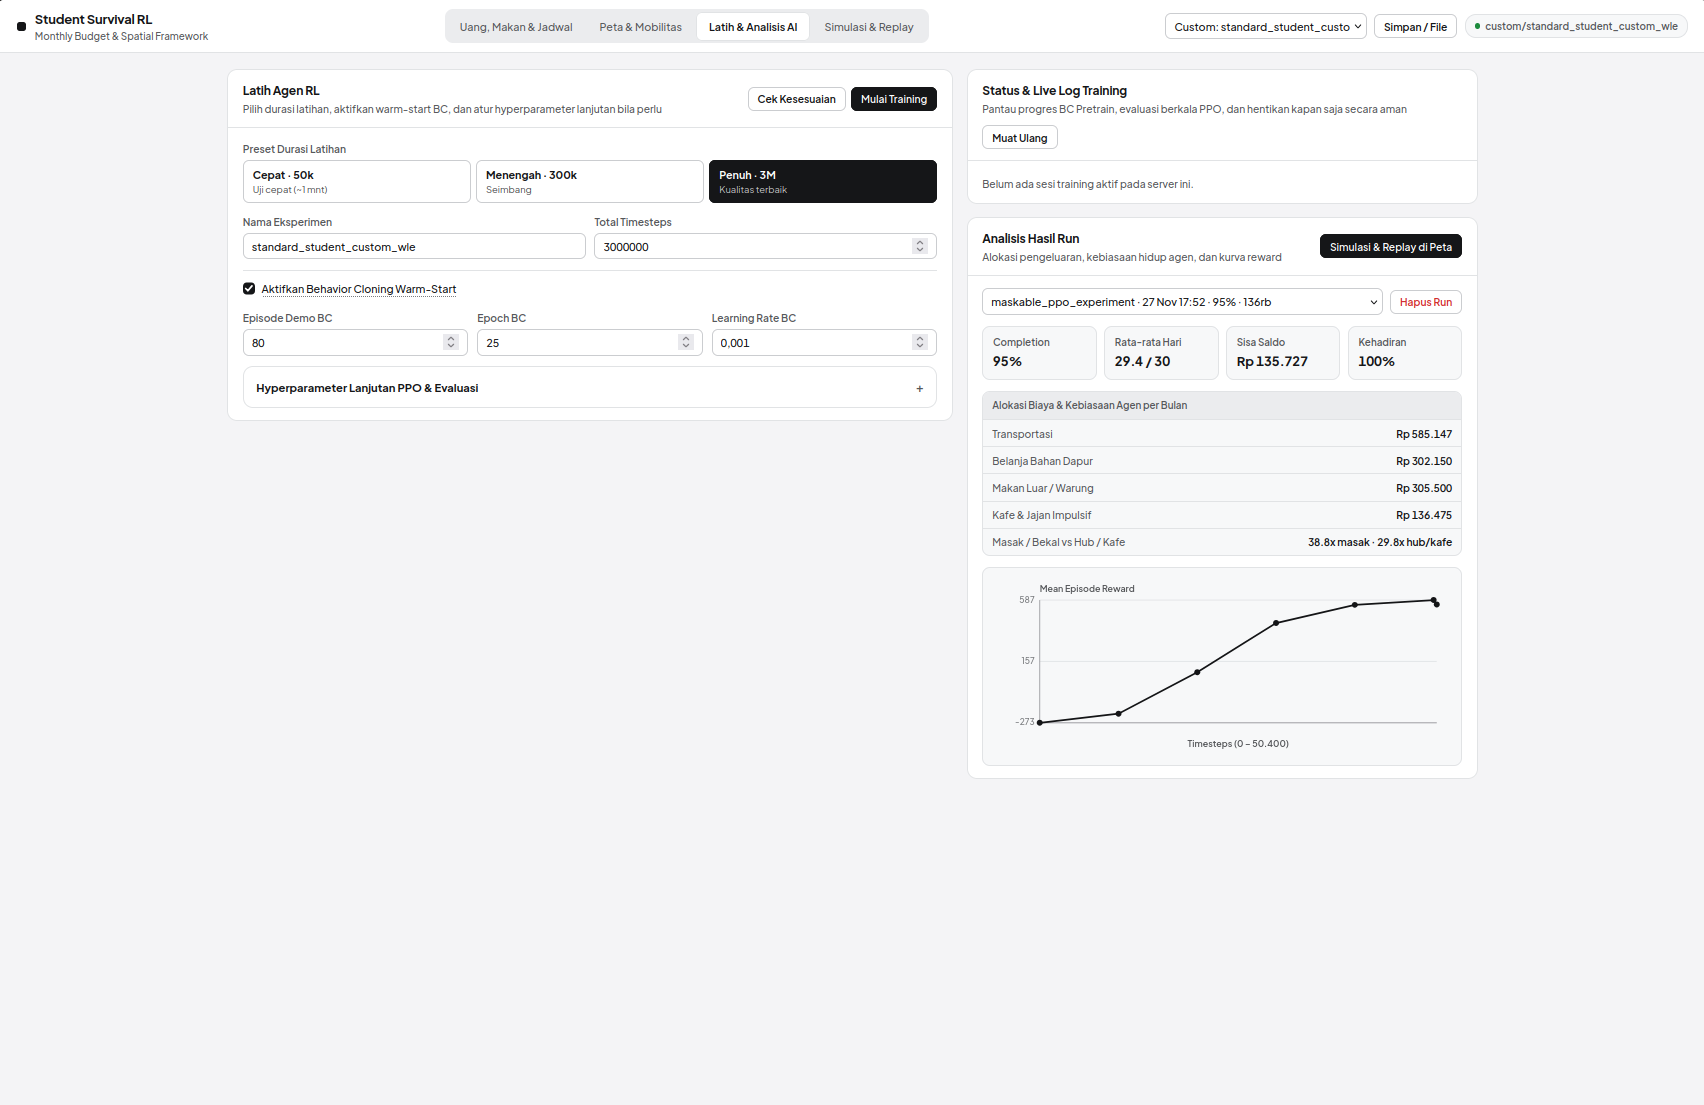 Student Survival RL
Monthly Budget & Spatial Framework
Uang, Makan & Jadwal
Peta & Mobilitas
Latih & Analisis AI
Simulasi & Replay
Custom: standard_student_custo
Simpan / File
custom/standard_student_custom_wle
Latih Agen RL
Pilih durasi latihan, aktifkan warm-start BC, dan atur hyperparameter lanjutan bila perlu
Cek Kesesuaian
Mulai Training
Preset Durasi Latihan
Cepat · 50k
Uji cepat (~1 mnt)
Menengah · 300k
Seimbang
Penuh · 3M
Kualitas terbaik
Nama Eksperimen
Total Timesteps
standard_student_custom_wle
3000000
Aktifkan Behavior Cloning Warm-Start
Episode Demo BC
Epoch BC
Learning Rate BC
80
25
0,001
Hyperparameter Lanjutan PPO & Evaluasi
+
Status & Live Log Training
Pantau progres BC Pretrain, evaluasi berkala PPO, dan hentikan kapan saja secara aman
Muat Ulang
Belum ada sesi training aktif pada server ini.
Analisis Hasil Run
Alokasi pengeluaran, kebiasaan hidup agen, dan kurva reward
Simulasi & Replay di Peta
maskable_ppo_experiment · 27 Nov 17:52 · 95% · 136rb
Hapus Run
Completion
95%
Rata-rata Hari
29.4 / 30
Sisa Saldo
Rp 135.727
Kehadiran
100%
Alokasi Biaya & Kebiasaan Agen per Bulan
Transportasi Rp 585.147
Belanja Bahan Dapur Rp 302.150
Makan Luar / Warung Rp 305.500
Kafe & Jajan Impulsif Rp 136.475
Masak / Bekal vs Hub / Kafe 38.8x masak · 29.8x hub/kafe
Mean Episode Reward
587
157
-273
Timesteps (0 – 50.400)